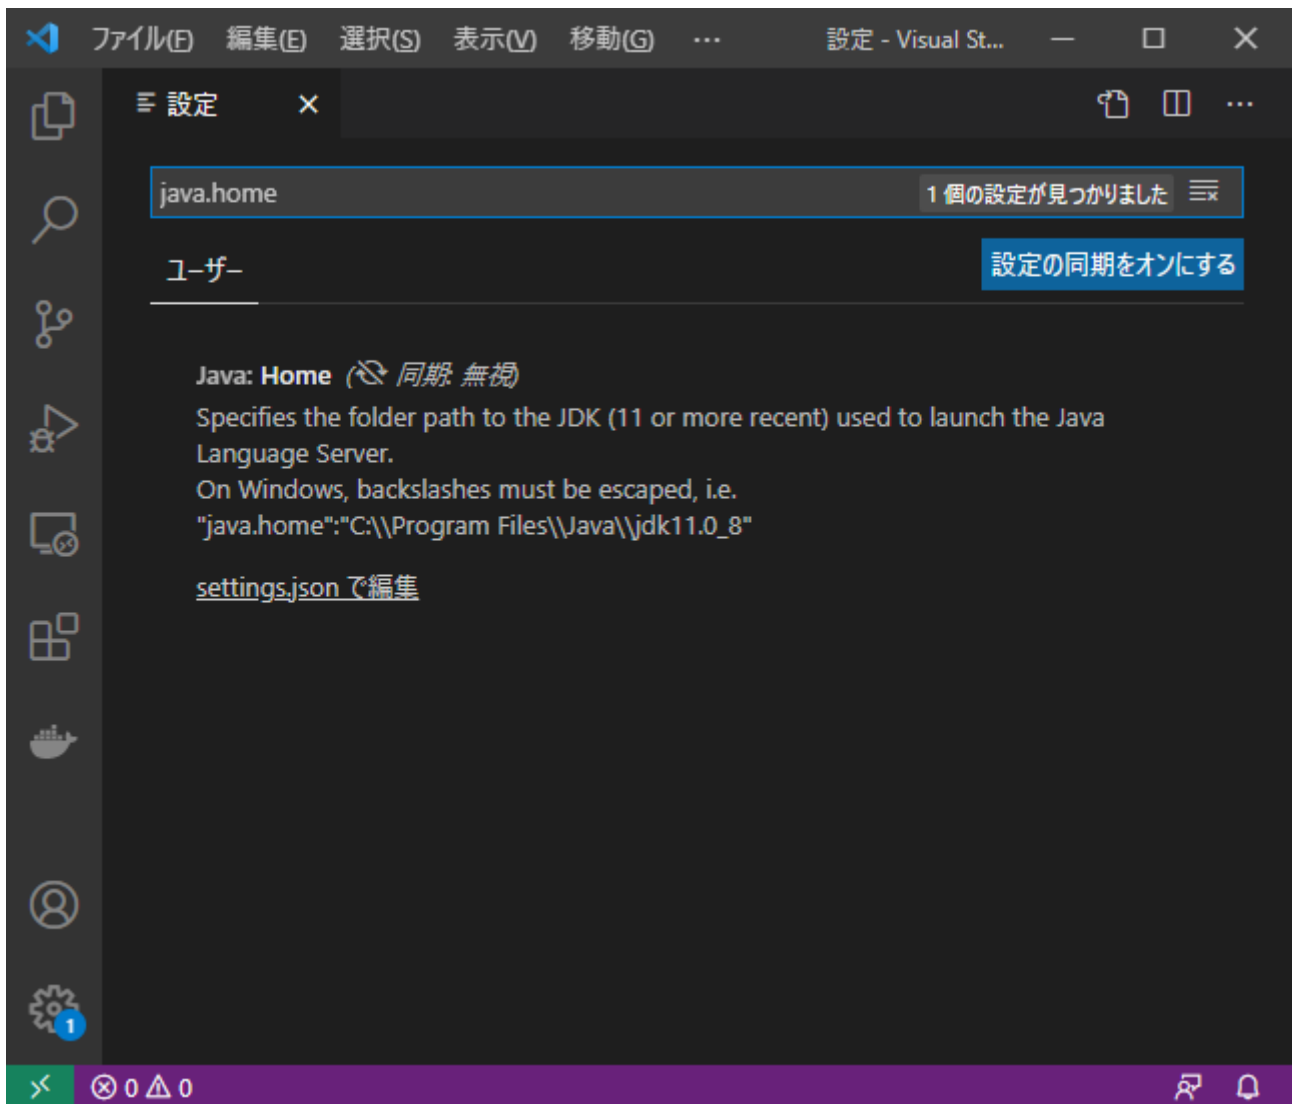 ファイル(F) 編集(E) 選択(S) 表示(V) 移動(G) ··· 設定 - Visual St...
設定
java.home 1 個の設定が見つかりました
ユーザー 設定の同期をオンにする
Java: Home (同期: 無視)
Specifies the folder path to the JDK (11 or more recent) used to launch the Java
Language Server.
On Windows, backslashes must be escaped, i.e.
"java.home":"C:\\Program Files\\Java\\jdk11.0_8"
settings.json で編集
1
0 0